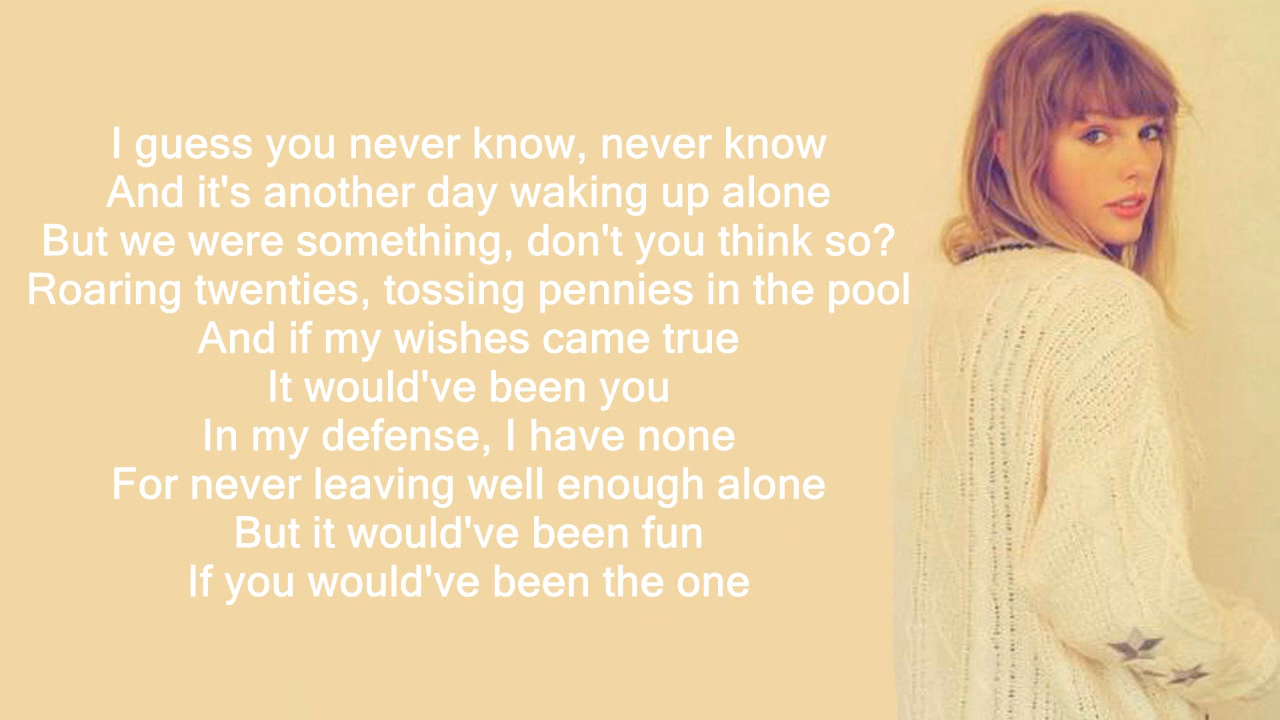 I guess you never know, never know
And it's another day waking up alone
But we were something, don't you think so?
Roaring twenties, tossing pennies in the pool
And if my wishes came true
It would've been you
In my defense, I have none
For never leaving well enough alone
But it would've been fun
If you would've been the one